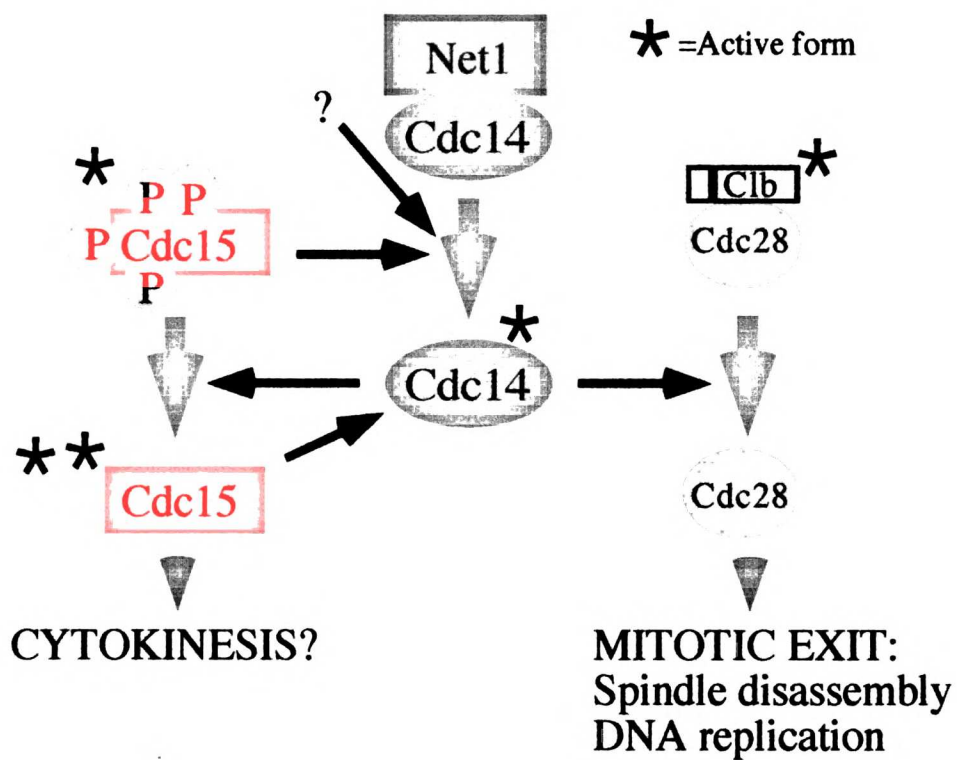 Net1
* =Active form
?
Cdc14
*
*
P P
Clb
P Cdc15
Cdc28
P
*
Cdc14
* *
Cdc15
Cdc28
CYTOKINESIS?
MITOTIC EXIT:
Spindle disassembly
DNA replication